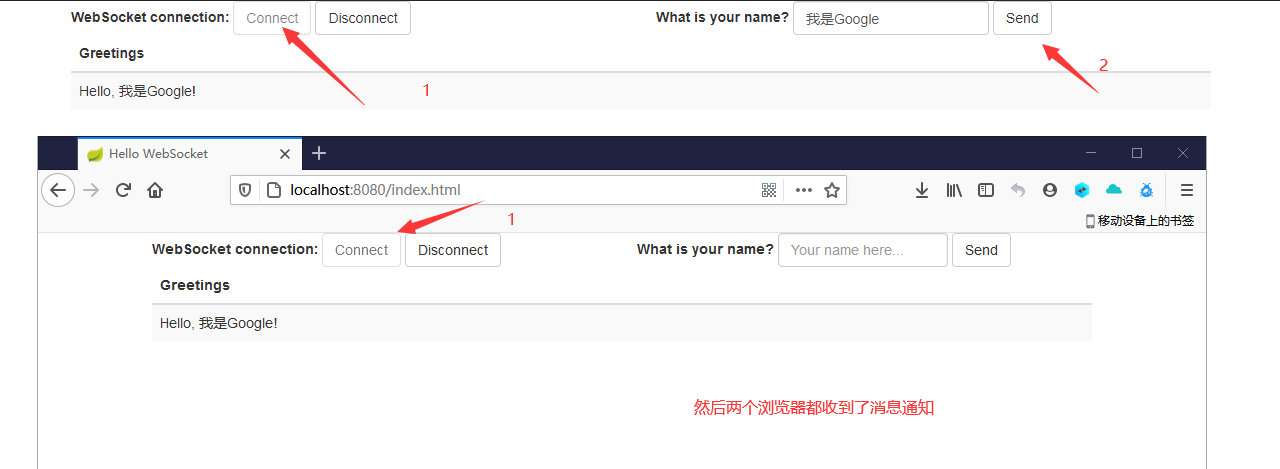 WebSocket connection: Connect Disconnect What is your name? 我是Google Send
Greetings
2
Hello, 我是Google!
1
Hello WebSocket
localhost:8080/index.html
移动设备上的书签
1
WebSocket connection: Connect Disconnect What is your name? Your name here... Send
Greetings
Hello, 我是Google!
然后两个浏览器都收到了消息通知